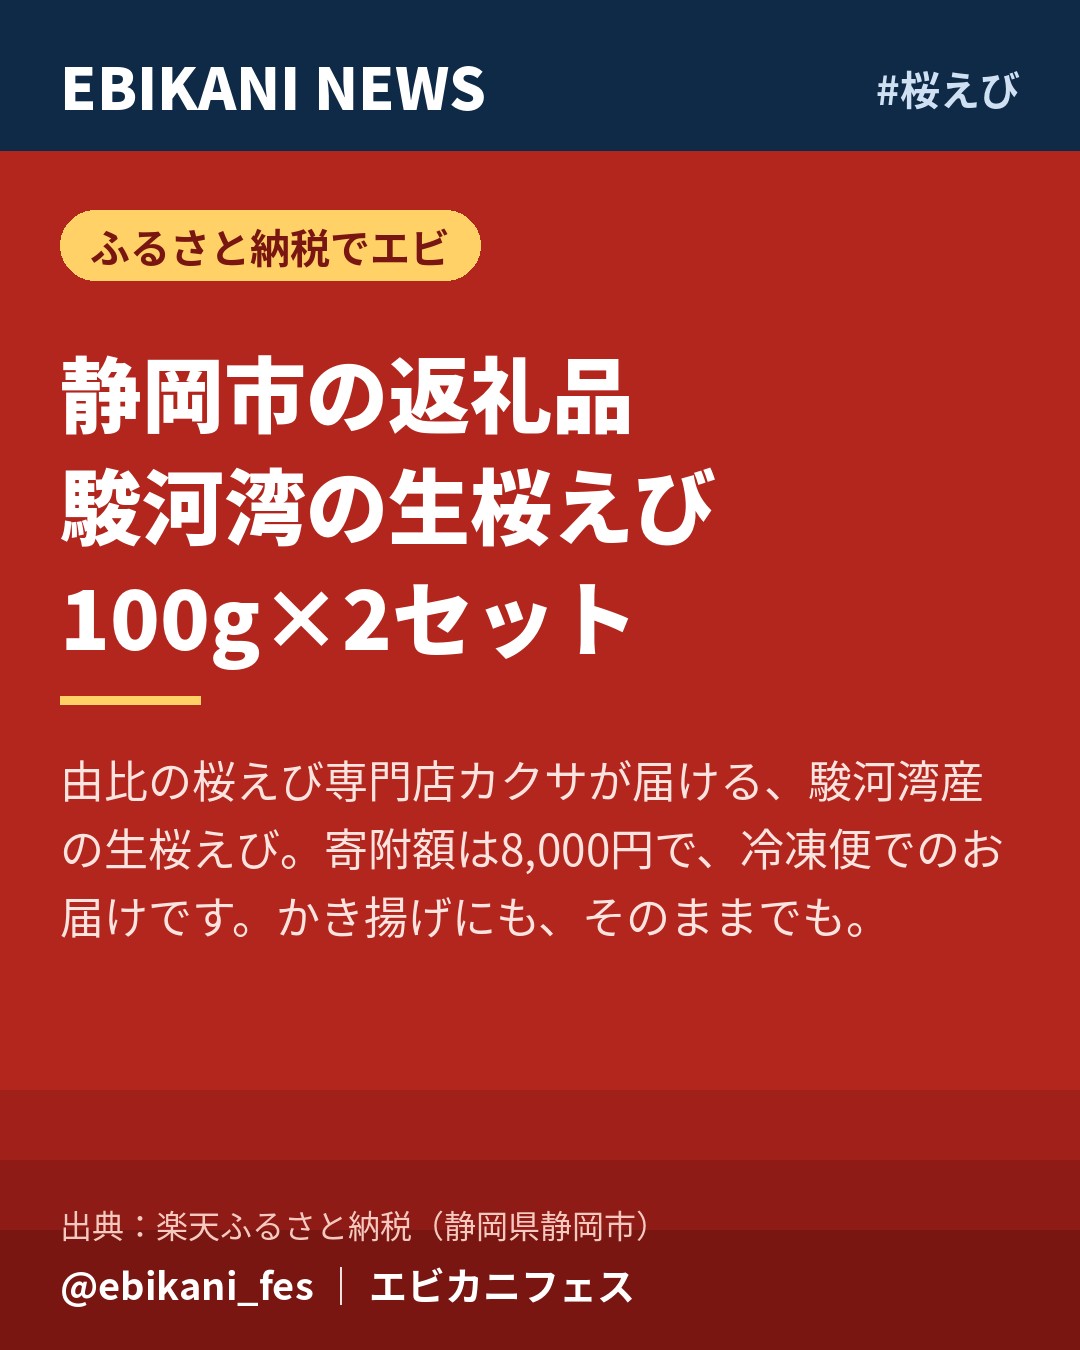 EBIKANI NEWS
#桜えび
ふるさと納税でエビ
静岡市の返礼品
駿河湾の生桜えび
100g×2セット
由比の桜えび専門店カクサが届ける、駿河湾産
の生桜えび。寄附額は8,000円で、冷凍便でのお
届けです。かき揚げにも、そのままでも。
出典：楽天ふるさと納税（静岡県静岡市）
@ebikani_fes ｜ エビカニフェス